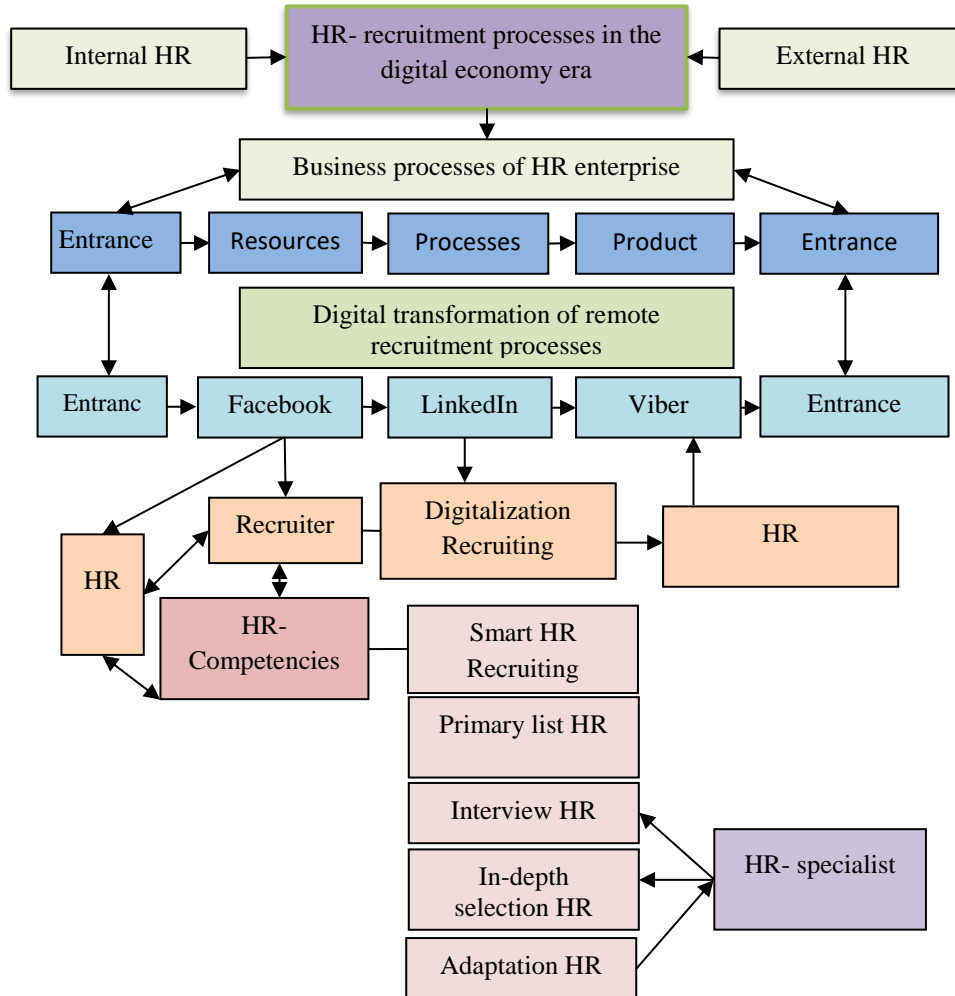 Internal HR
HR- recruitment processes in the
digital economy era
External HR
Business processes of HR enterprise
Entrance
Resources
Processes
Product
Entrance
Digital transformation of remote
recruitment processes
Entranc
Facebook
LinkedIn
Viber
Entrance
Recruiter
Digitalization
Recruiting
HR
HR
HR-
Competencies
Smart HR
Recruiting
Primary list HR
Interview HR
HR- specialist
In-depth
selection HR
Adaptation HR